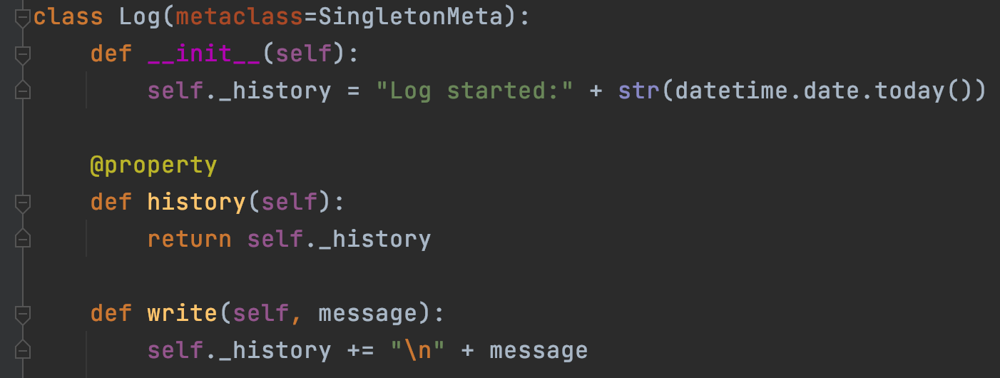 class Log(metaclass=SingletonMeta):
    def __init__(self):
        self._history = "Log started:" + str(datetime.date.today())

    @property
    def history(self):
        return self._history

    def write(self, message):
        self._history += "\n" + message